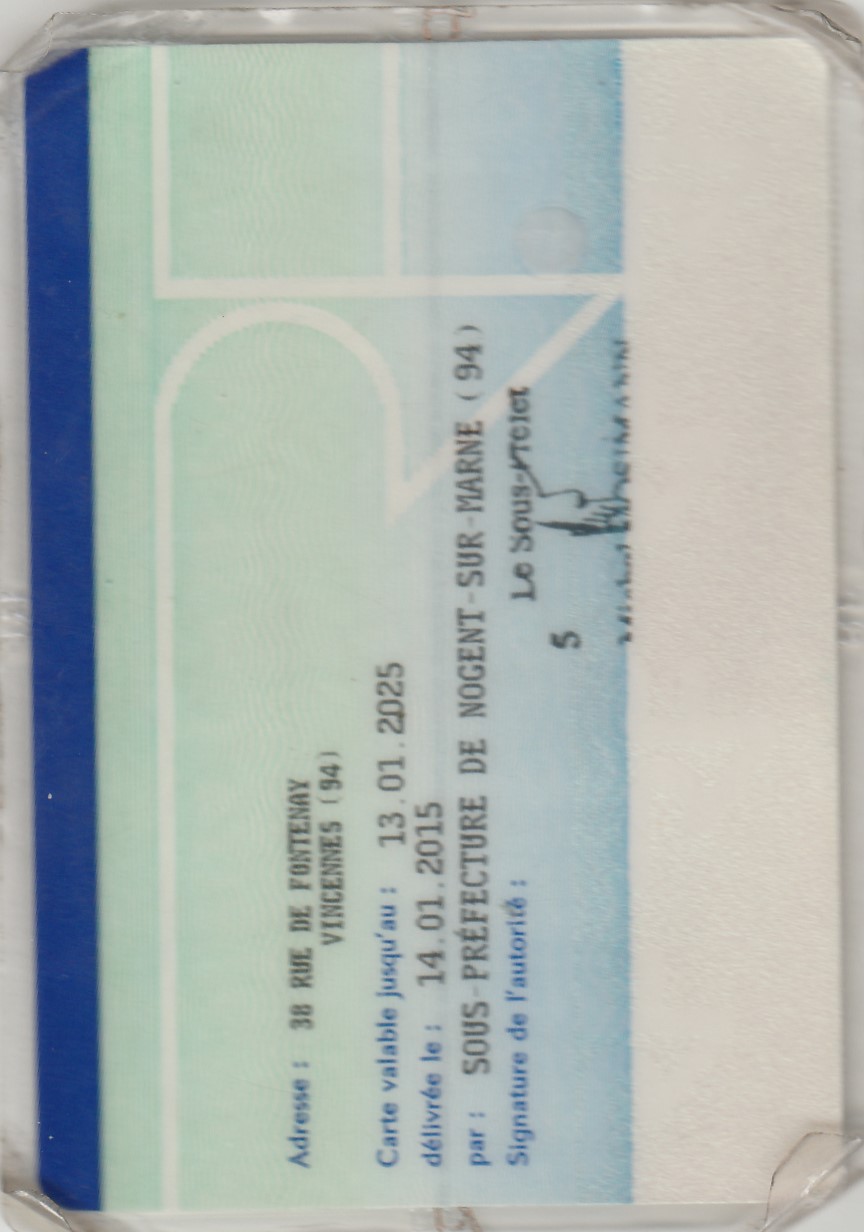 Adresse : 38 RUE DE FONTENAY
VINCENNES (94)
Carte valable jusqu'au : 13.01.2025
délivrée le : 14.01.2015
par : SOUS-PRÉFECTURE DE NOGENT-SUR-MARNE (94)
Signature de l'autorité :
Le Sous-Préfet
5